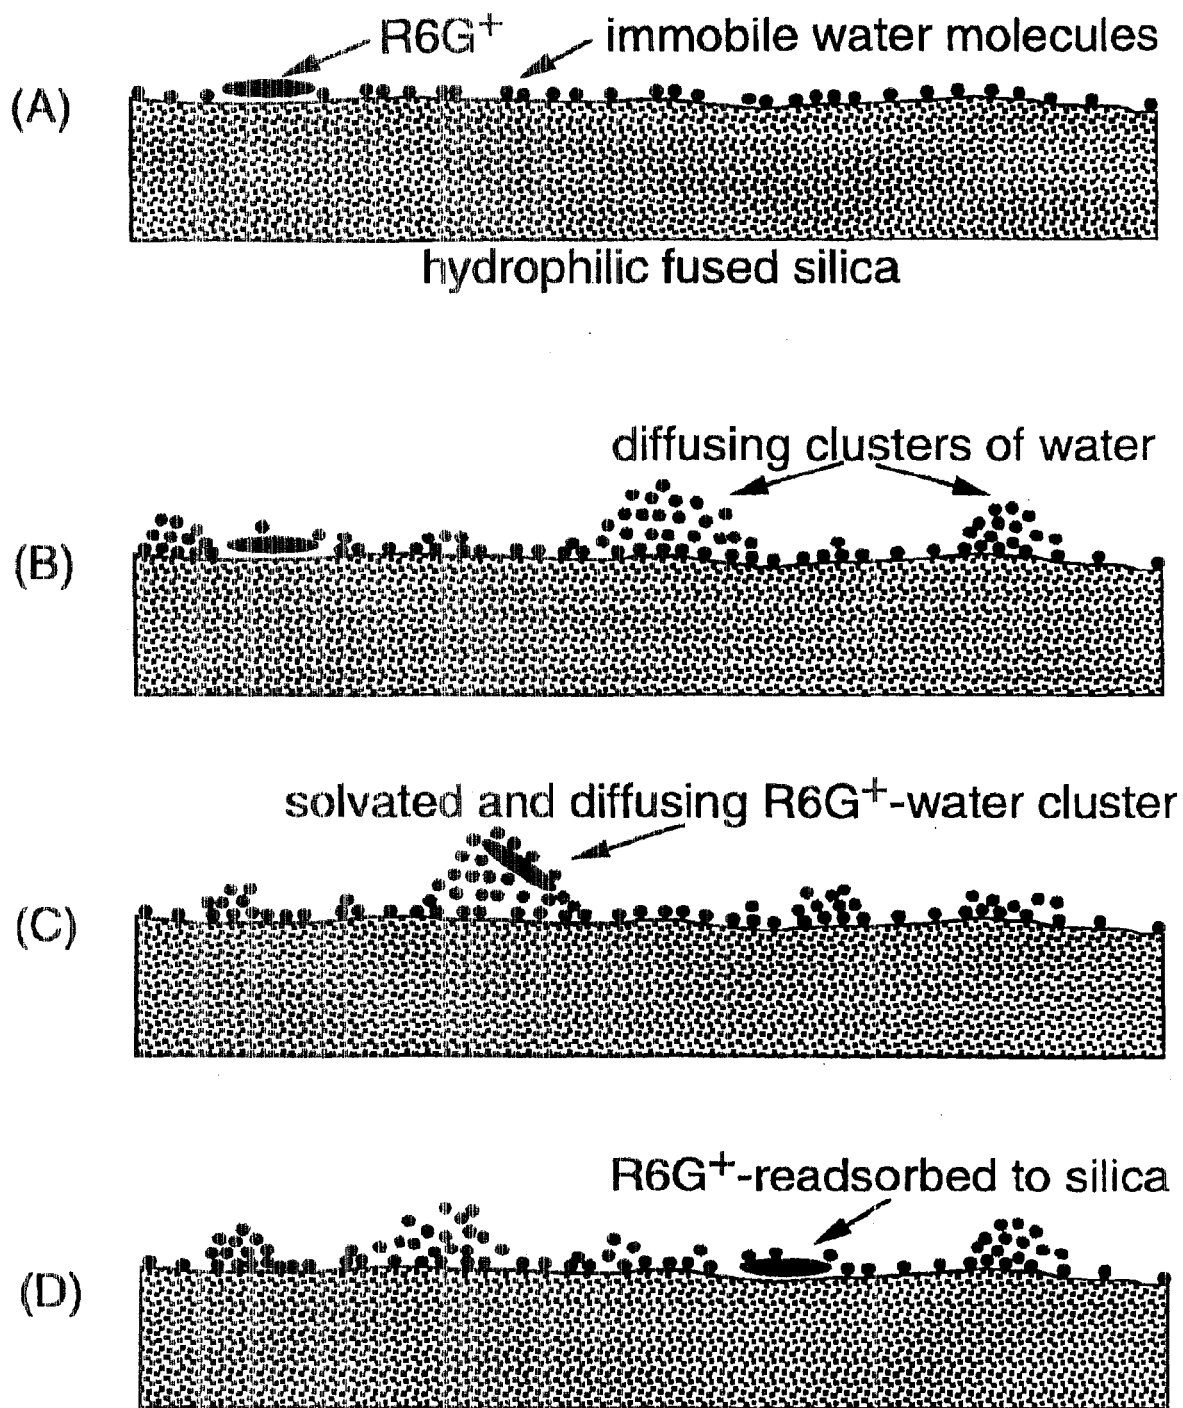 R6G+
immobile water molecules
(A)
hydrophilic fused silica
diffusing clusters of water
(B)
solvated and diffusing R6G+-water cluster
(C)
R6G+-readsorbed to silica
(D)